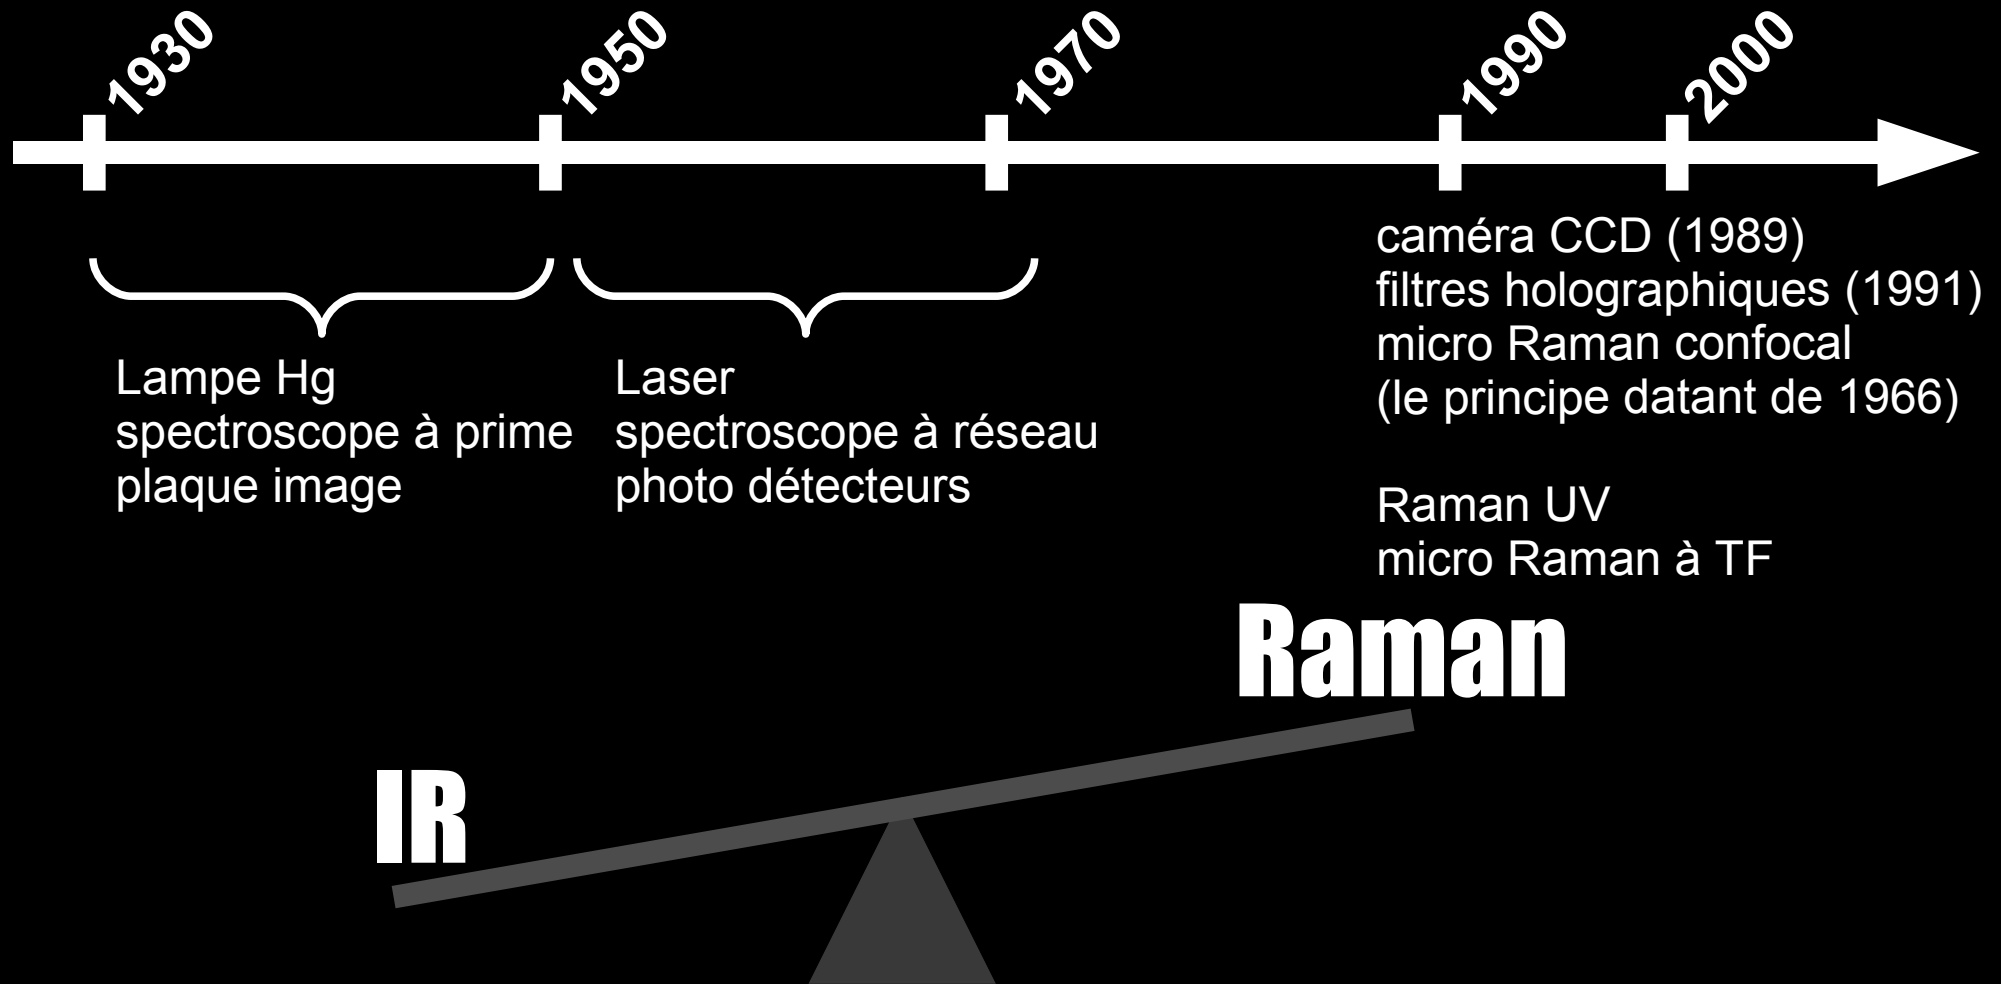 1930
1950
1970
1990
2000
Lampe Hg
spectroscope à prime
plaque image
Laser
spectroscope à réseau
photo détecteurs
caméra CCD (1989)
filtres holographiques (1991)
micro Raman confocal
(le principe datant de 1966)
Raman UV
micro Raman à TF
Raman
IR